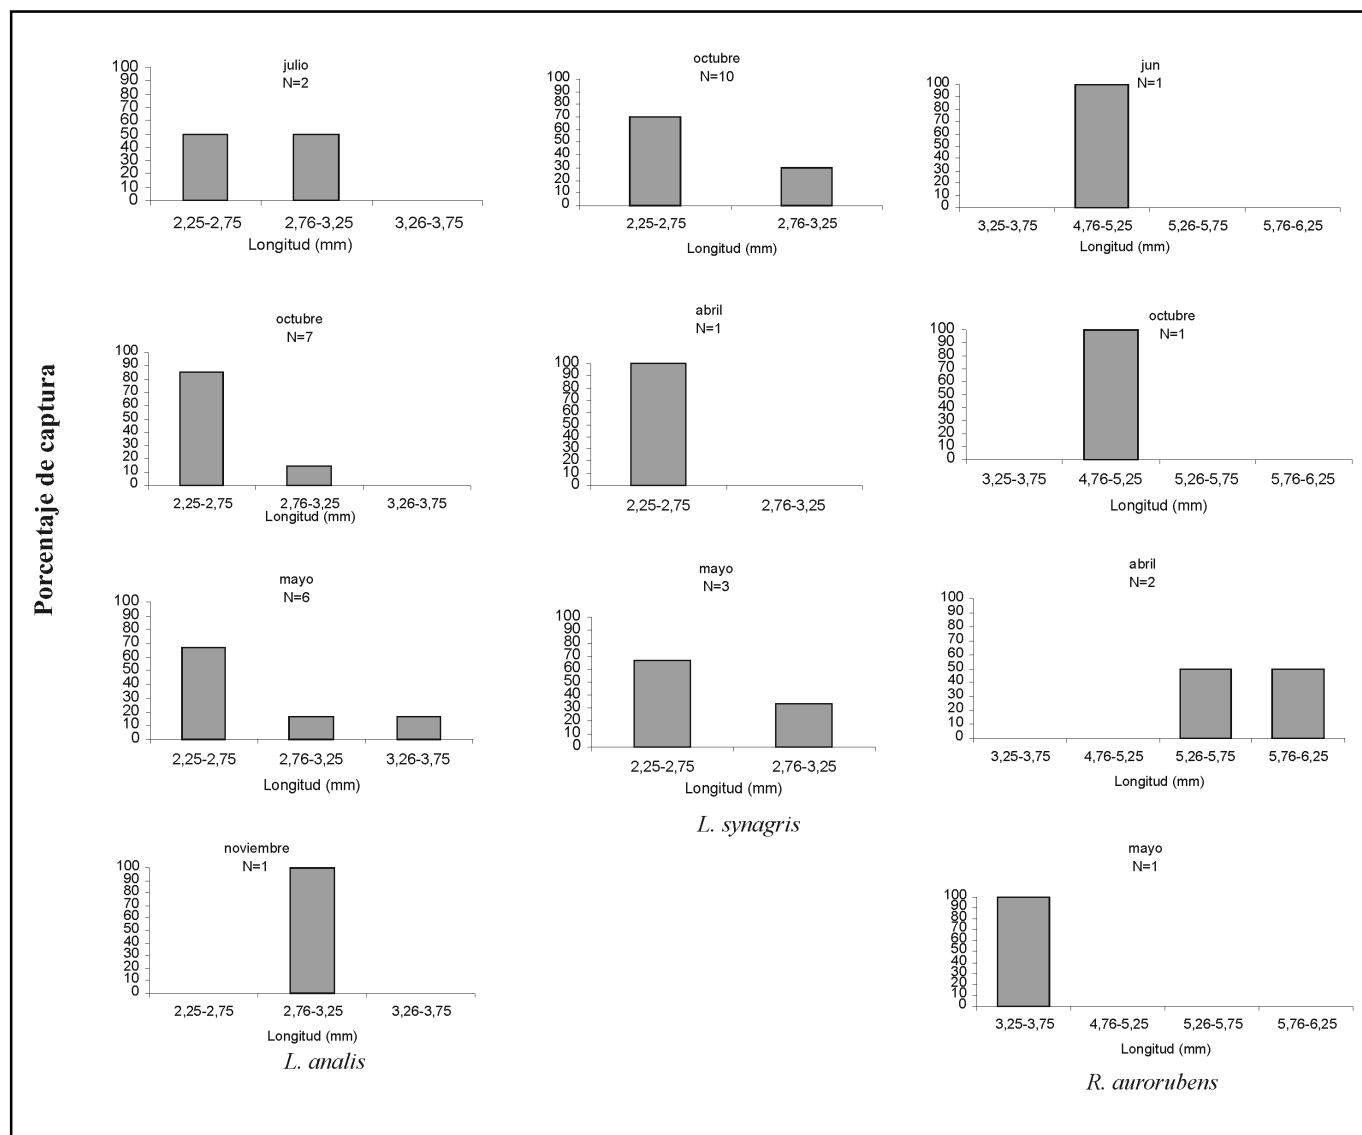 Porcentaje de captura
julio
N=2
100
90
80
70
60
50
40
30
20
10
0
2,25-2,75 2,76-3,25 3,26-3,75
Longitud (mm)
octubre
N=7
100
90
80
70
60
50
40
30
20
10
0
2,25-2,75 2,76-3,25 3,26-3,75
Longitud (mm)
mayo
N=6
100
90
80
70
60
50
40
30
20
10
0
2,25-2,75 2,76-3,25 3,26-3,75
Longitud (mm)
noviembre
N=1
100
90
80
70
60
50
40
30
20
10
0
2,25-2,75 2,76-3,25 3,26-3,75
Longitud (mm)
L. analis
octubre
N=10
100
90
80
70
60
50
40
30
20
10
0
2,25-2,75 2,76-3,25
Longitud (mm)
abril
N=1
100
90
80
70
60
50
40
30
20
10
0
2,25-2,75 2,76-3,25
mayo
N=3
100
90
80
70
60
50
40
30
20
10
0
2,25-2,75 2,76-3,25
Longitud (mm)
L. synagris
jun
N=1
100
90
80
70
60
50
40
30
20
10
0
3,25-3,75 4,76-5,25 5,26-5,75 5,76-6,25
Longitud (mm)
octubre
N=1
100
90
80
70
60
50
40
30
20
10
0
3,25-3,75 4,76-5,25 5,26-5,75 5,76-6,25
Longitud (mm)
abril
N=2
100
90
80
70
60
50
40
30
20
10
0
3,25-3,75 4,76-5,25 5,26-5,75 5,76-6,25
Longitud (mm)
mayo
N=1
100
90
80
70
60
50
40
30
20
10
0
3,25-3,75 4,76-5,25 5,26-5,75 5,76-6,25
Longitud (mm)
R. aurorubens